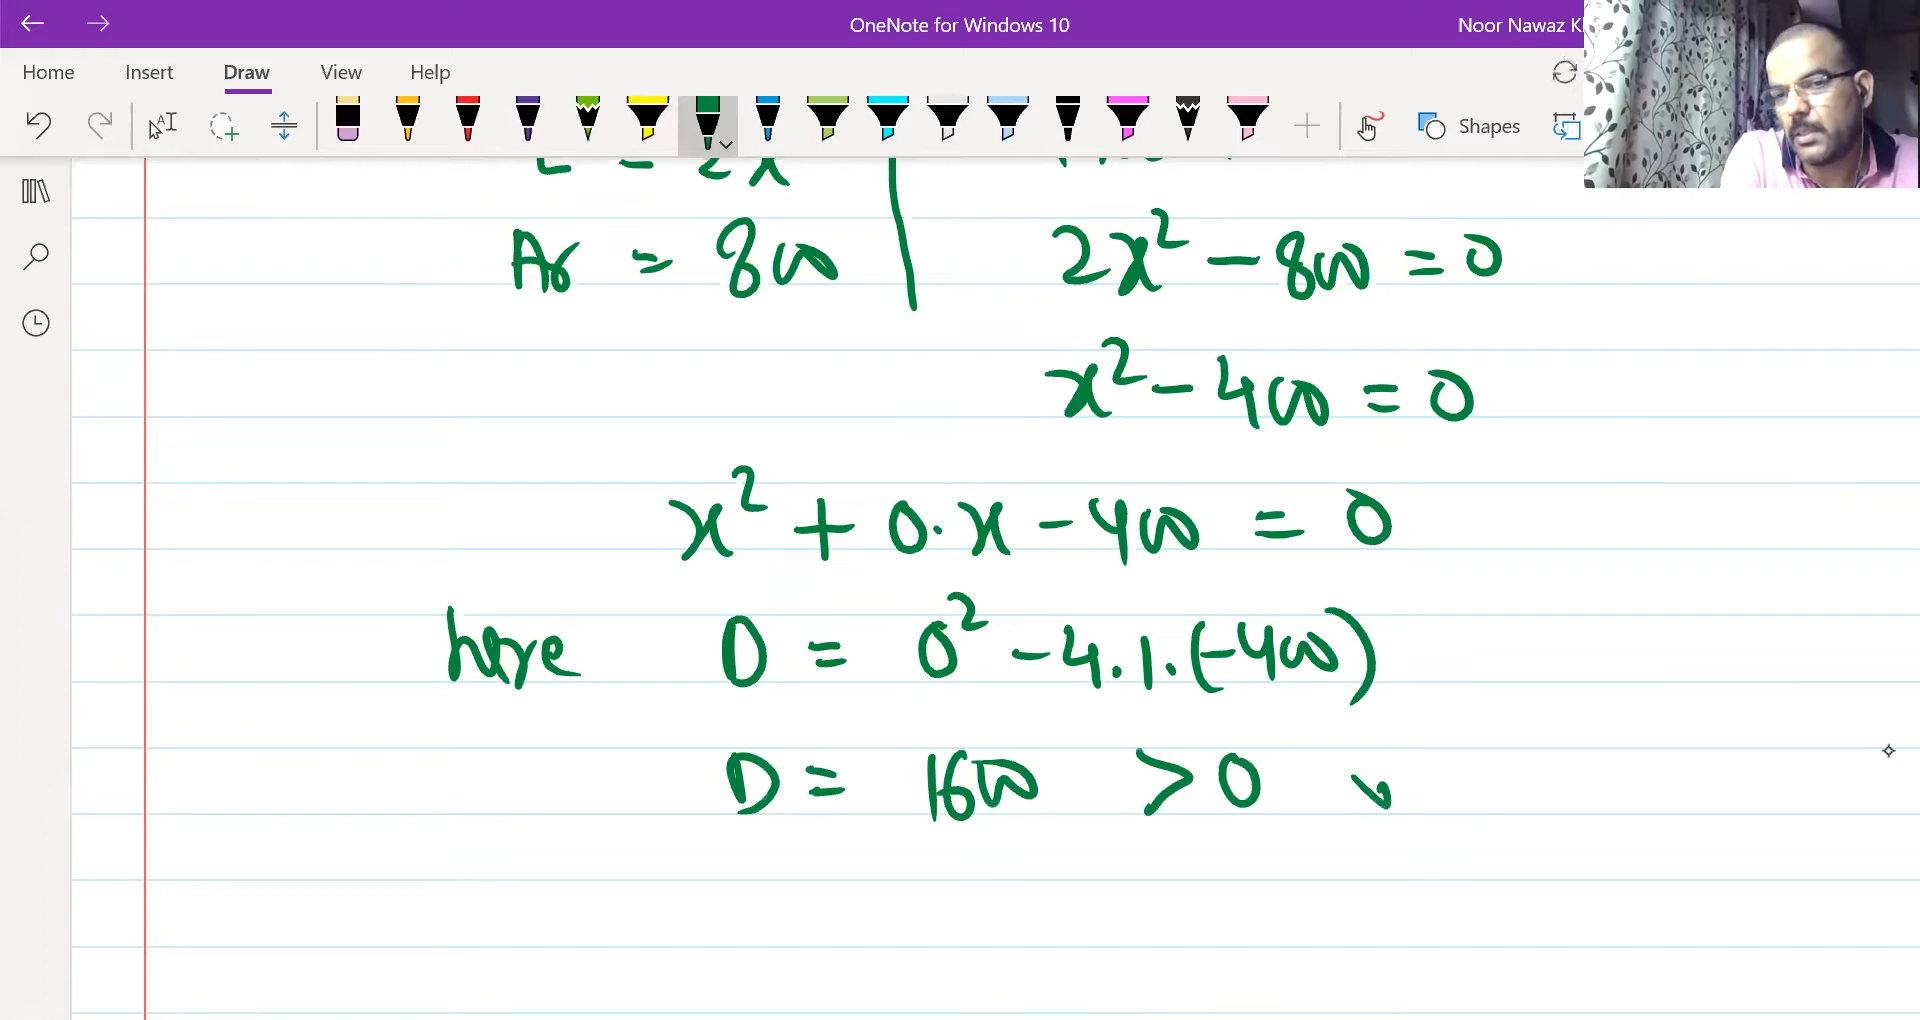 OneNote for Windows 10
Noor Nawaz K
Home Insert Draw View Help
Shapes
L = 2x
Ar = 800
2x² - 800 = 0
x² - 400 = 0
x² + 0.x - 400 = 0
here D = 0² - 4.1.(-400)
D = 1600 > 0